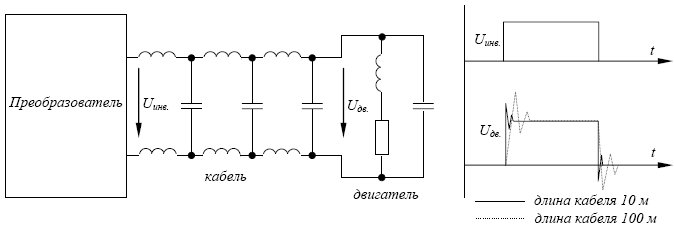 Преобразователь
Uинв.
Uдв.
кабель
двигатель
Uинв.
t
Uдв.
t
длина кабеля 10 м
длина кабеля 100 м